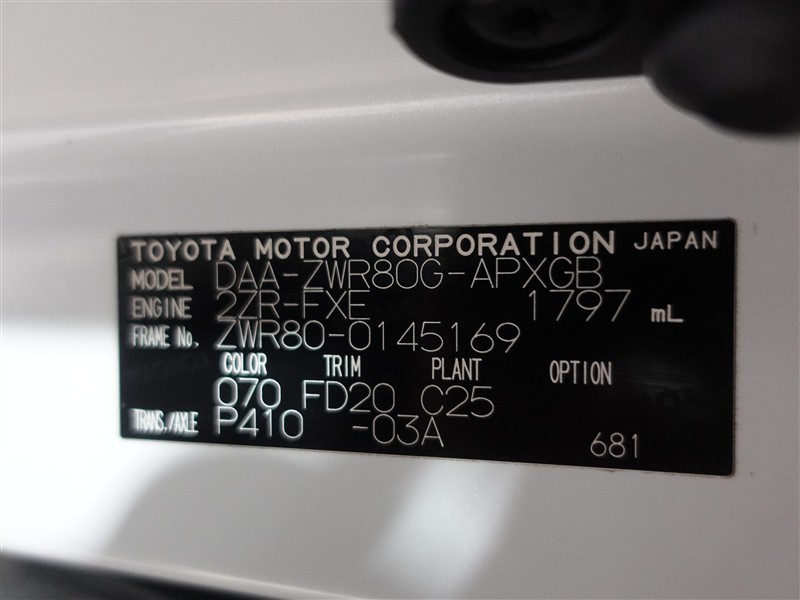 TOYOTA MOTOR CORPORATION JAPAN
MODEL DAA-ZWR80G-APXGB
ENGINE 2ZR-FXE 1797 mL
FRAME No. ZWR80-0145169
COLOR TRIM PLANT OPTION
070 FD20 C25
TRANS./AXLE P410 -03A
681